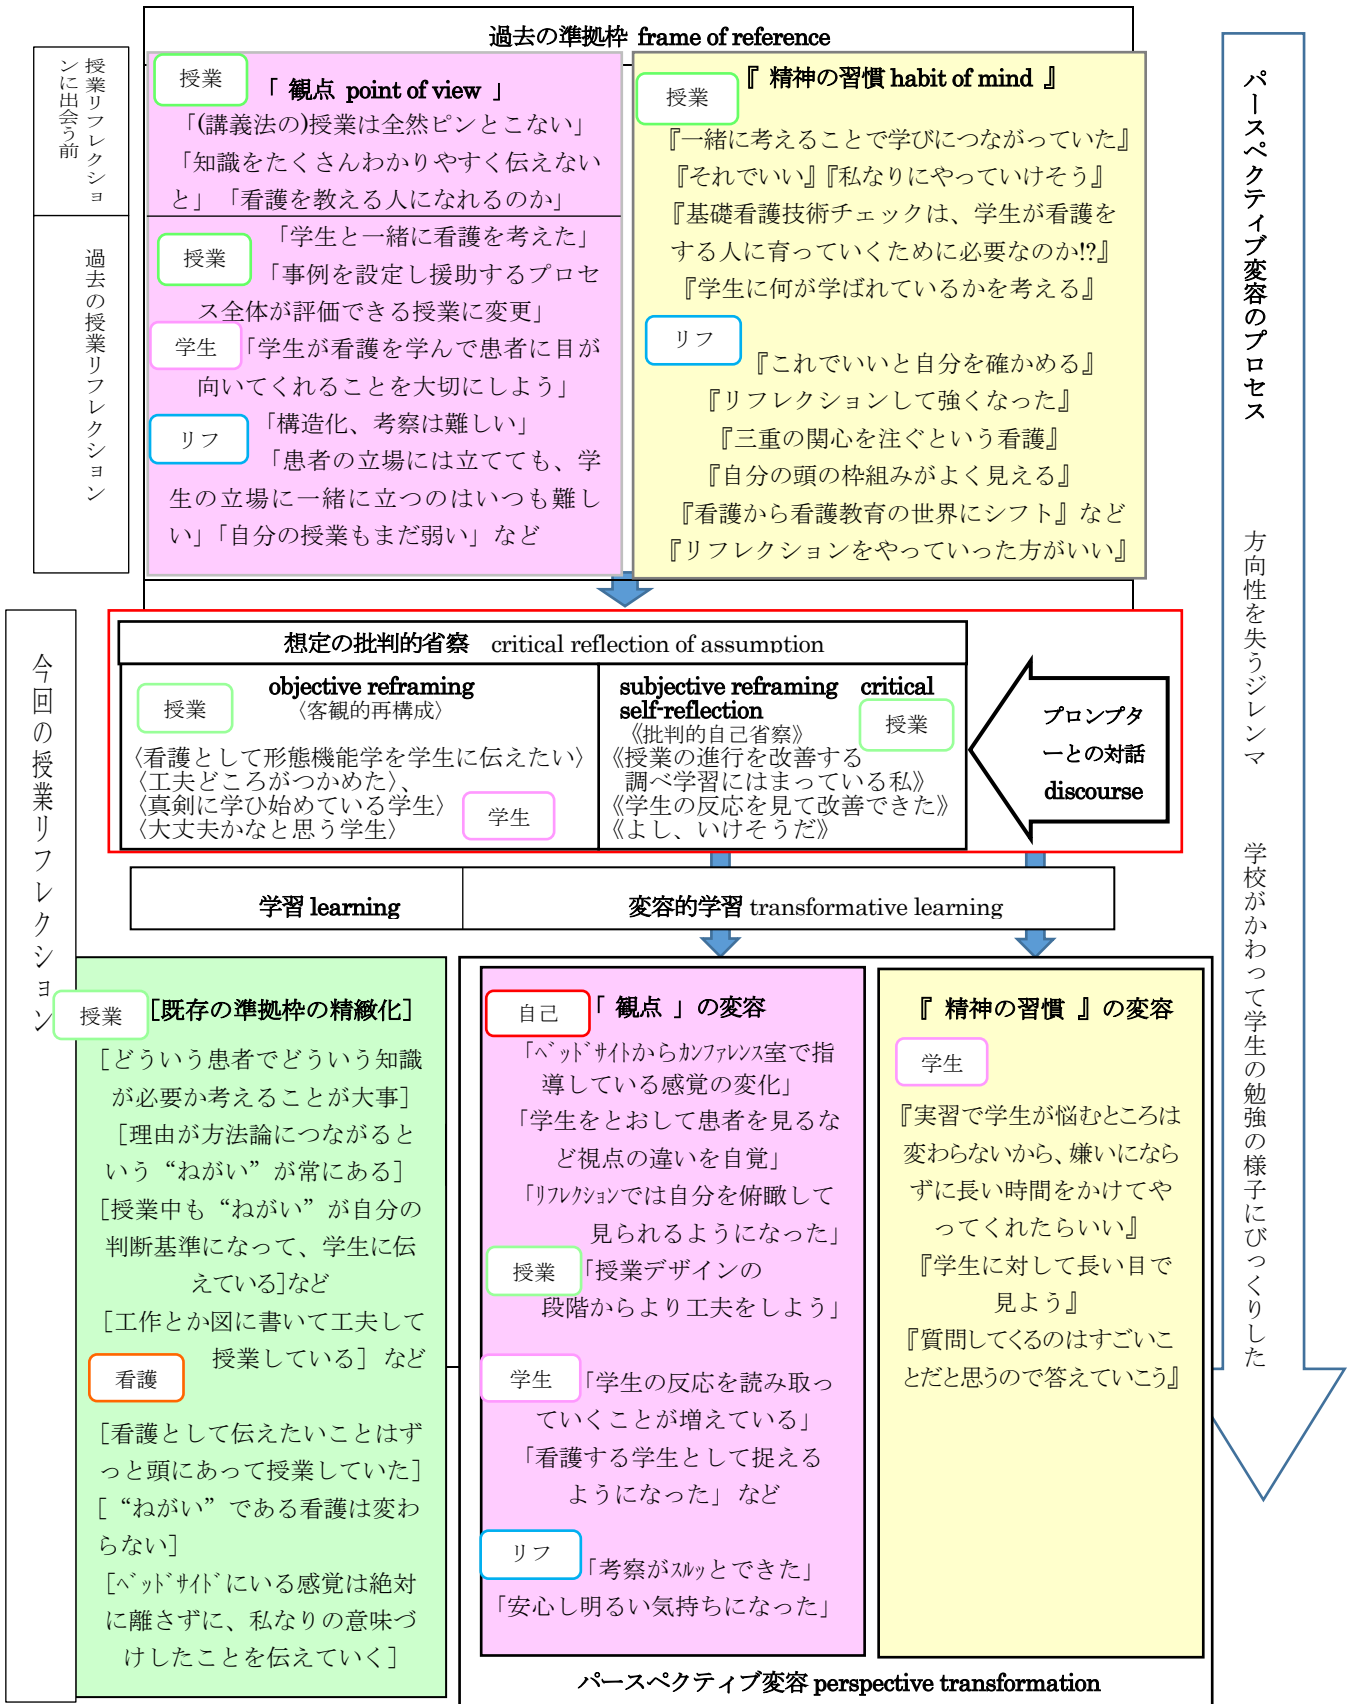 過去の準拠枠 frame of reference
授業リフレクショ
ンに出会う前
過去の授業リフレクション
授業
「 観点 point of view 」
「(講義法の)授業は全然ピンとこない」
「知識をたくさんわかりやすく伝えない
と」「看護を教える人になれるのか」
授業
「学生と一緒に看護を考えた」
「事例を設定し援助するプロセ
ス全体が評価できる授業に変更」
学生
「学生が看護を学んで患者に目が
向いてくれることを大切にしよう」
リフ
「構造化、考察は難しい」
「患者の立場には立てても、学
生の立場に一緒に立つのはいつも難し
い」「自分の授業もまだ弱い」など
『 精神の習慣 habit of mind 』
授業
『一緒に考えることで学びにつながっていた』
『それでいい』『私なりにやっていけそう』
『基礎看護技術チェックは、学生が看護を
する人に育っていくために必要なのか!?』
『学生に何が学ばれているかを考える』
リフ
『これでいいと自分を確かめる』
『リフレクションして強くなった』
『三重の関心を注ぐという看護』
『自分の頭の枠組みがよく見える』
『看護から看護教育の世界にシフト』など
『リフレクションをやっていった方がいい』
パースペクティブ変容のプロセス
方向性を失うジレンマ
学校がかわって学生の勉強の様子にびっくりした
今回の授業リフレクション
想定の批判的省察 critical reflection of assumption
授業
objective reframing
〈客観的再構成〉
〈看護として形態機能学を学生に伝えたい〉
〈工夫どころがつかめた〉、
〈真剣に学ひ始めている学生〉
〈大丈夫かなと思う学生〉
学生
subjective reframing critical
self-reflection
《批判的自己省察》
授業
《授業の進行を改善する
調べ学習にはまっている私》
《学生の反応を見て改善できた》
《よし、いけそうだ》
プロンプタ
ーとの対話
discourse
学習 learning
変容的学習 transformative learning
授業
[既存の準拠枠の精緻化]
[どういう患者でどういう知識
が必要か考えることが大事]
[理由が方法論につながると
いう“ねがい”が常にある]
[授業中も“ねがい”が自分の
判断基準になって、学生に伝
えている]など
[工作とか図に書いて工夫して
授業している] など
看護
[看護として伝えたいことはず
っと頭にあって授業していた]
[ “ねがい”である看護は変わ
らない]
[ﾍﾞｯﾄﾞｻｲﾄﾞにいる感覚は絶対
に離さずに、私なりの意味づ
けしたことを伝えていく]
自己
「 観点 」の変容
「ﾍﾞｯﾄﾞｻｲﾄからｶﾝﾌｧﾚﾝｽ室で指
導している感覚の変化」
「学生をとおして患者を見るな
ど視点の違いを自覚」
「ﾘﾌﾚｸｼｮﾝでは自分を俯瞰して
見られるようになった」
授業
「授業デザインの
段階からより工夫をしよう」
学生
「学生の反応を読み取っ
ていくことが増えている」
「看護する学生として捉える
ようになった」など
リフ
「考察がｽﾙｯとできた」
「安心し明るい気持ちになった」
『 精神の習慣 』の変容
学生
『実習で学生が悩むところは
変わらないから、嫌いになら
ずに長い時間をかけてや
ってくれたらいい』
『学生に対して長い目で
見よう』
『質問してくるのはすごいこ
とだと思うので答えていこう』
パースペクティブ変容 perspective transformation